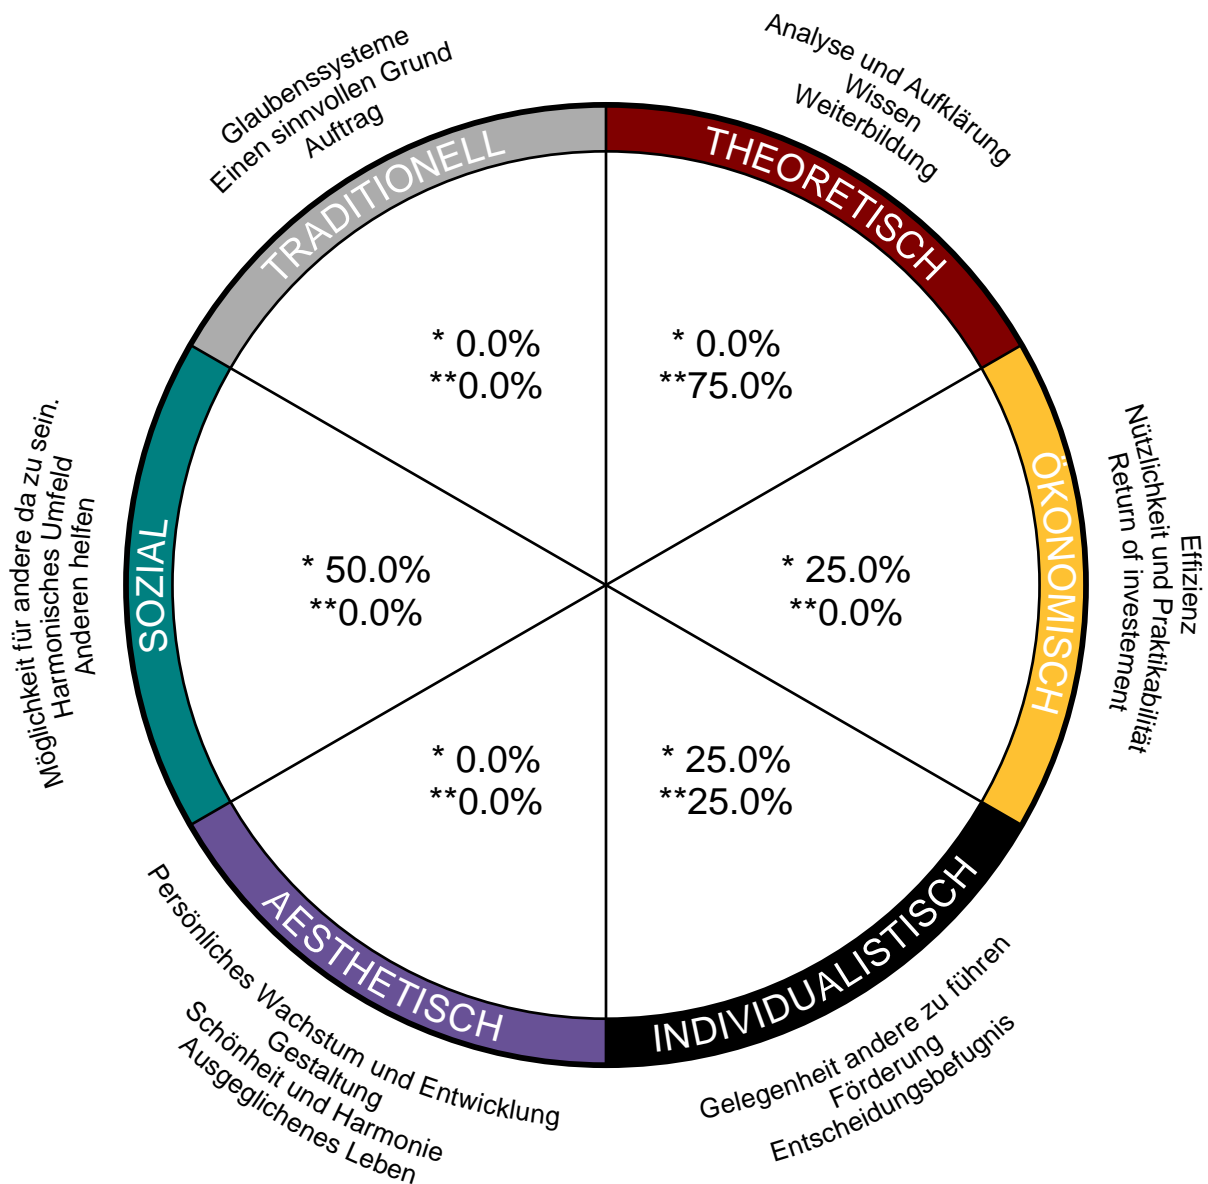 Glaubenssysteme
Einen sinnvollen Grund
Auftrag
TRADITIONELL
* 0.0%
**0.0%
Analyse und Aufklärung
Wissen
Weiterbildung
THEORETISCH
* 0.0%
**75.0%
Effizienz
Nützlichkeit und Praktikabilität
Return of investement
ÖKONOMISCH
* 25.0%
**0.0%
INDIVIDUALISTISCH
* 25.0%
**25.0%
Gelegenheit andere zu führen
Förderung
Entscheidungsbefugnis
AESTHETISCH
* 0.0%
**0.0%
Persönliches Wachstum und Entwicklung
Gestaltung
Schönheit und Harmonie
Ausgeglichenes Leben
Möglichkeit für andere da zu sein.
Harmonisches Umfeld
Anderen helfen
SOZIAL
* 50.0%
**0.0%